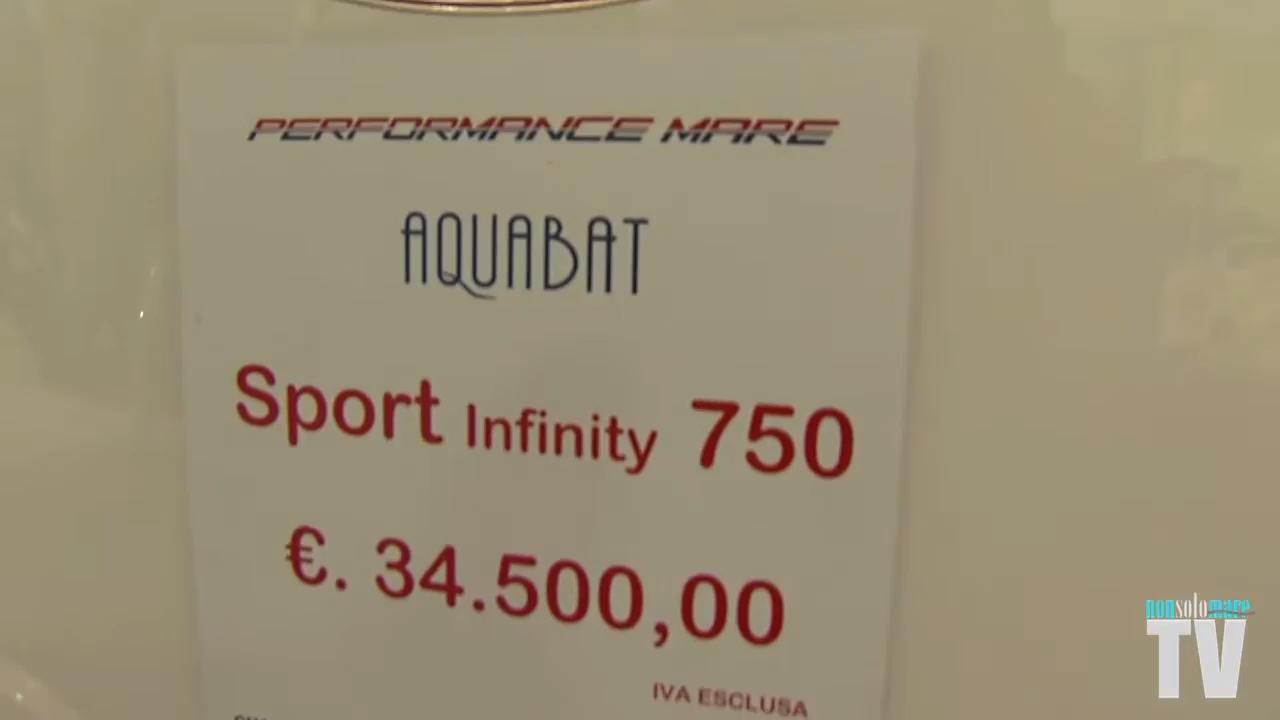 PERFORMANCE MARE
AQUABAT
Sport Infinity 750
€. 34.500,00
IVA ESCLUSA
nonsolomare
TV